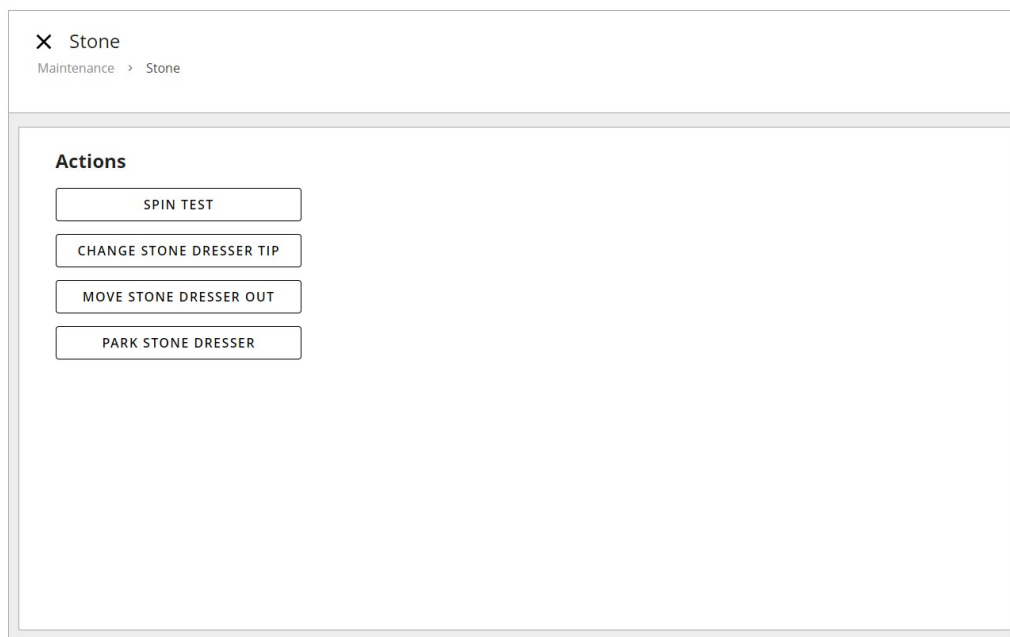 Stone
Maintenance > Stone
Actions
SPIN TEST
CHANGE STONE DRESSER TIP
MOVE STONE DRESSER OUT
PARK STONE DRESSER